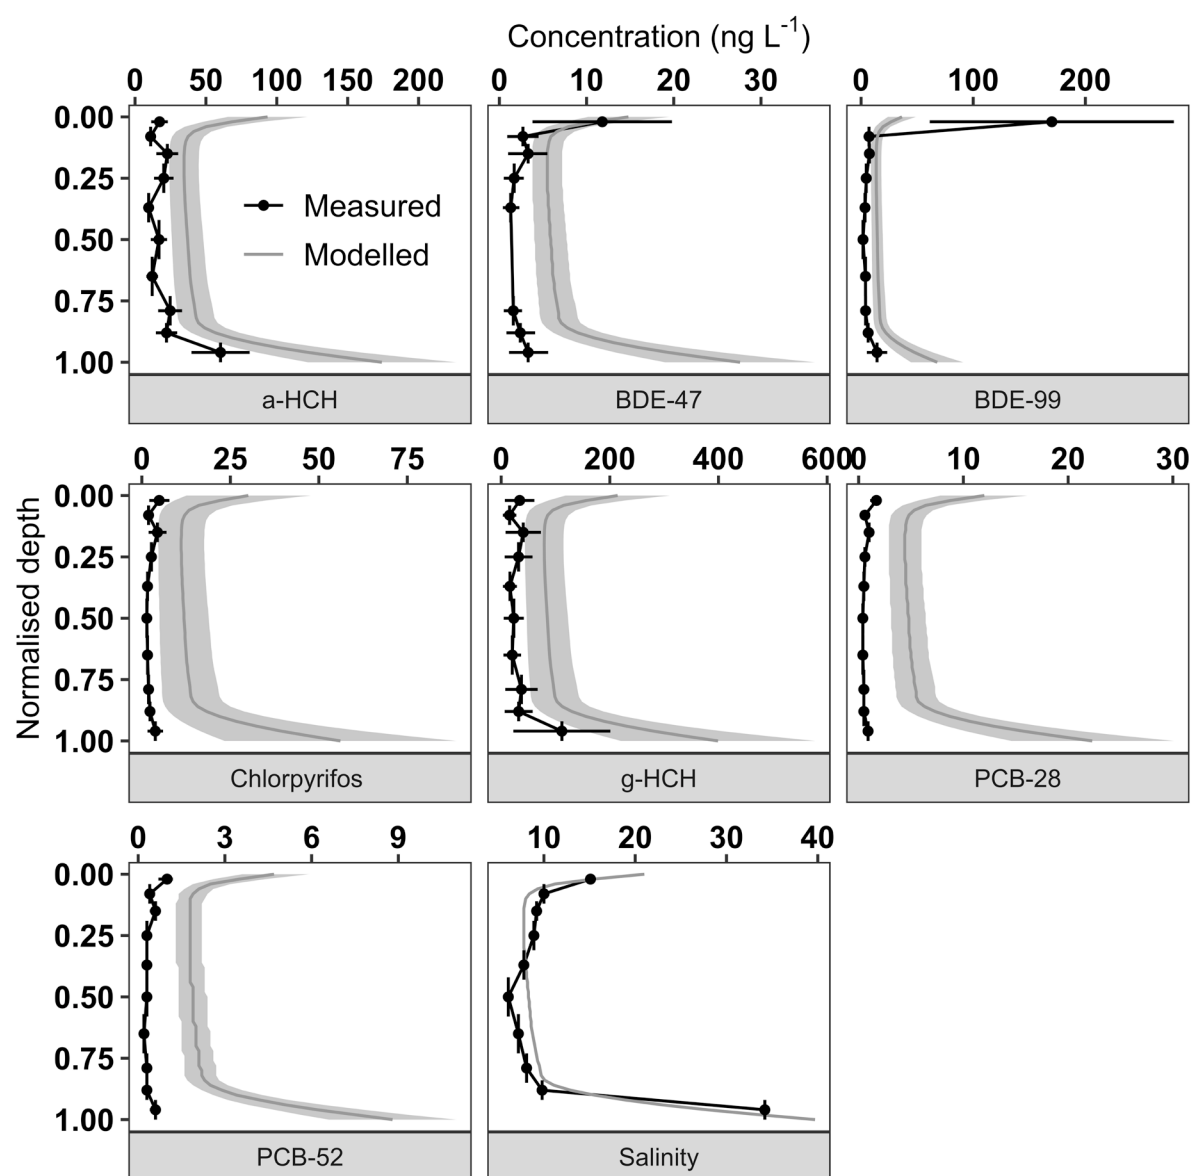 Concentration (ng L⁻¹)
0 50 100 150 200
0 10 20 30
0 100 200
0.00
0.25
0.50
0.75
1.00
Measured
Modelled
a-HCH
BDE-47
BDE-99
0 25 50 75
0 200 400 600
0 10 20 30
0.00
0.25
0.50
0.75
1.00
Normalised depth
Chlorpyrifos
g-HCH
PCB-28
0 3 6 9
10 20 30 40
0.00
0.25
0.50
0.75
1.00
PCB-52
Salinity